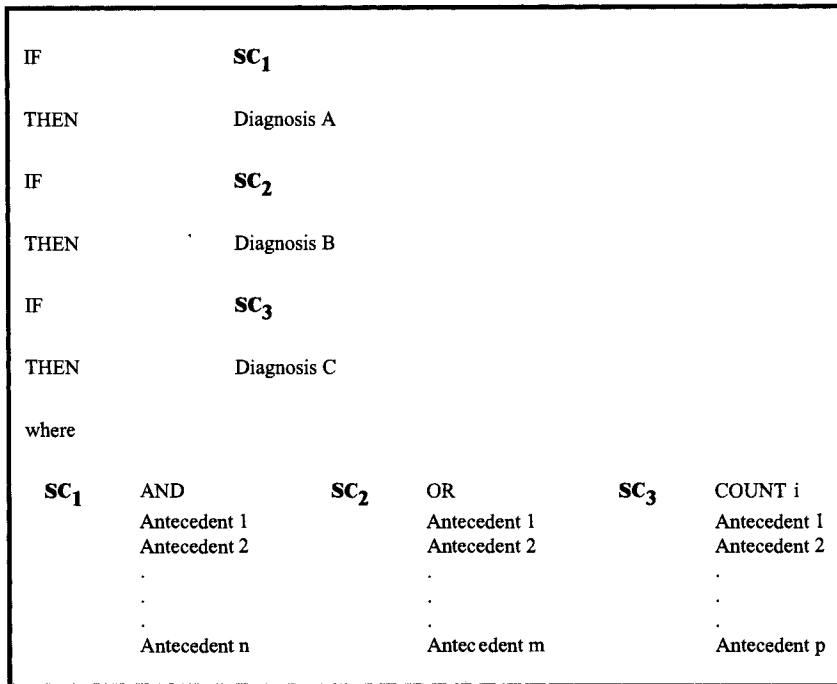 IF SC1
THEN Diagnosis A
IF SC2
THEN Diagnosis B
IF SC3
THEN Diagnosis C
where
SC1 AND SC2 OR SC3 COUNT i
Antecedent 1 Antecedent 1 Antecedent 1
Antecedent 2 Antecedent 2 Antecedent 2
. . .
. . .
. . .
Antecedent n Antecedent m Antecedent p